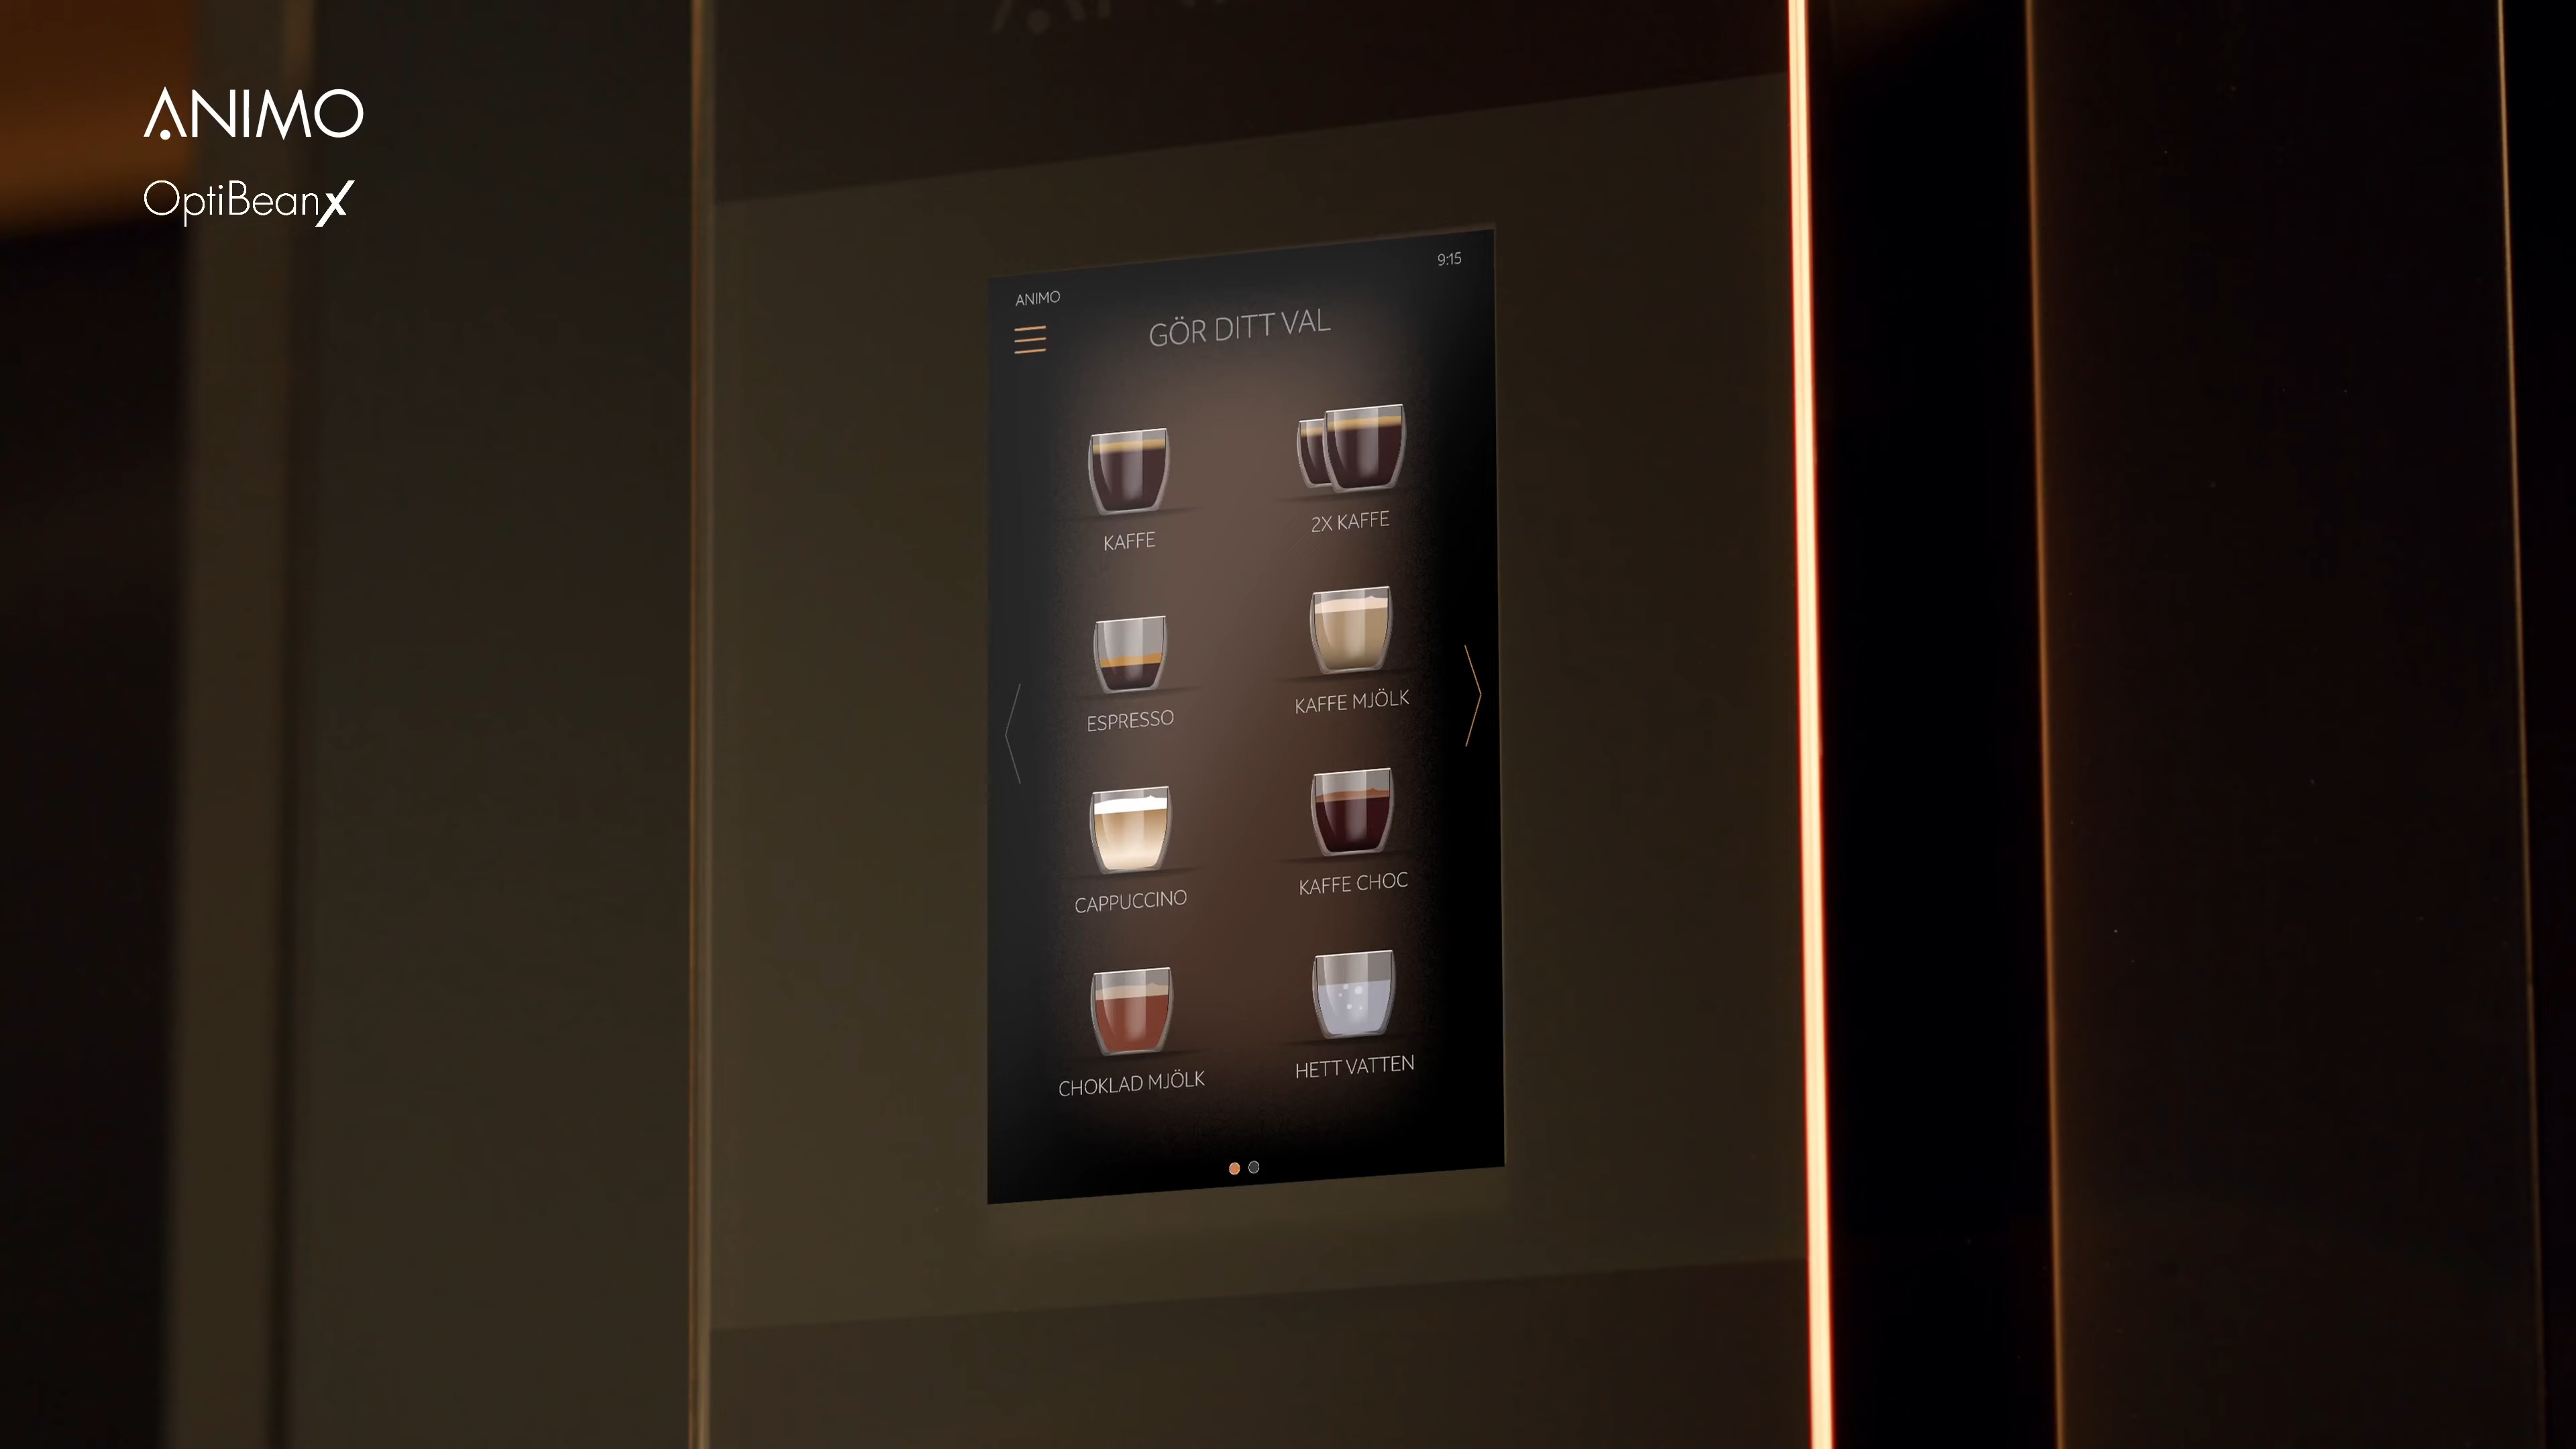 ANIMO
OptiBeanX
9:15
ANIMO
GÖR DITT VAL
KAFFE
2X KAFFE
ESPRESSO
KAFFE MJÖLK
CAPPUCCINO
KAFFE CHOC
CHOKLAD MJÖLK
HETT VATTEN